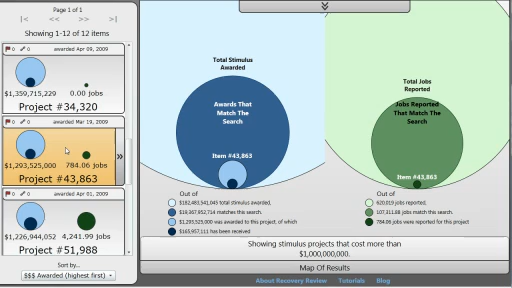 Page 1 of 1
|< << >> >|
Showing 1-12 of 12 items
0 0 awarded Apr 09, 2009
$1,359,715,229 0.00 jobs
Project #34,320
0 0 awarded Mar 19, 2009
$1,293,525,000 784.06 jobs
Project #43,863
»
0 0 awarded Apr 01, 2009
$1,226,944,052 4,241.99 jobs
Project #51,988
Sort by...
$$$ Awarded (highest first)
Total Stimulus
Awarded
Awards That
Match The
Search
Item #43,863
Out of
$182,483,541,045 total stimulus awarded.
$19,367,952,714 matches this search.
$1,293,525,000 was awarded to this project, of which
$165,957,111 has been received
Total Jobs
Reported
Jobs Reported
That Match The
Search
Item #43,863
Out of
620,019 jobs reported.
107,311.88 jobs match this search.
784.06 jobs were reported for this project
Showing stimulus projects that cost more than
$1,000,000,000.
Map Of Results
About Recovery Review Tutorials Blog